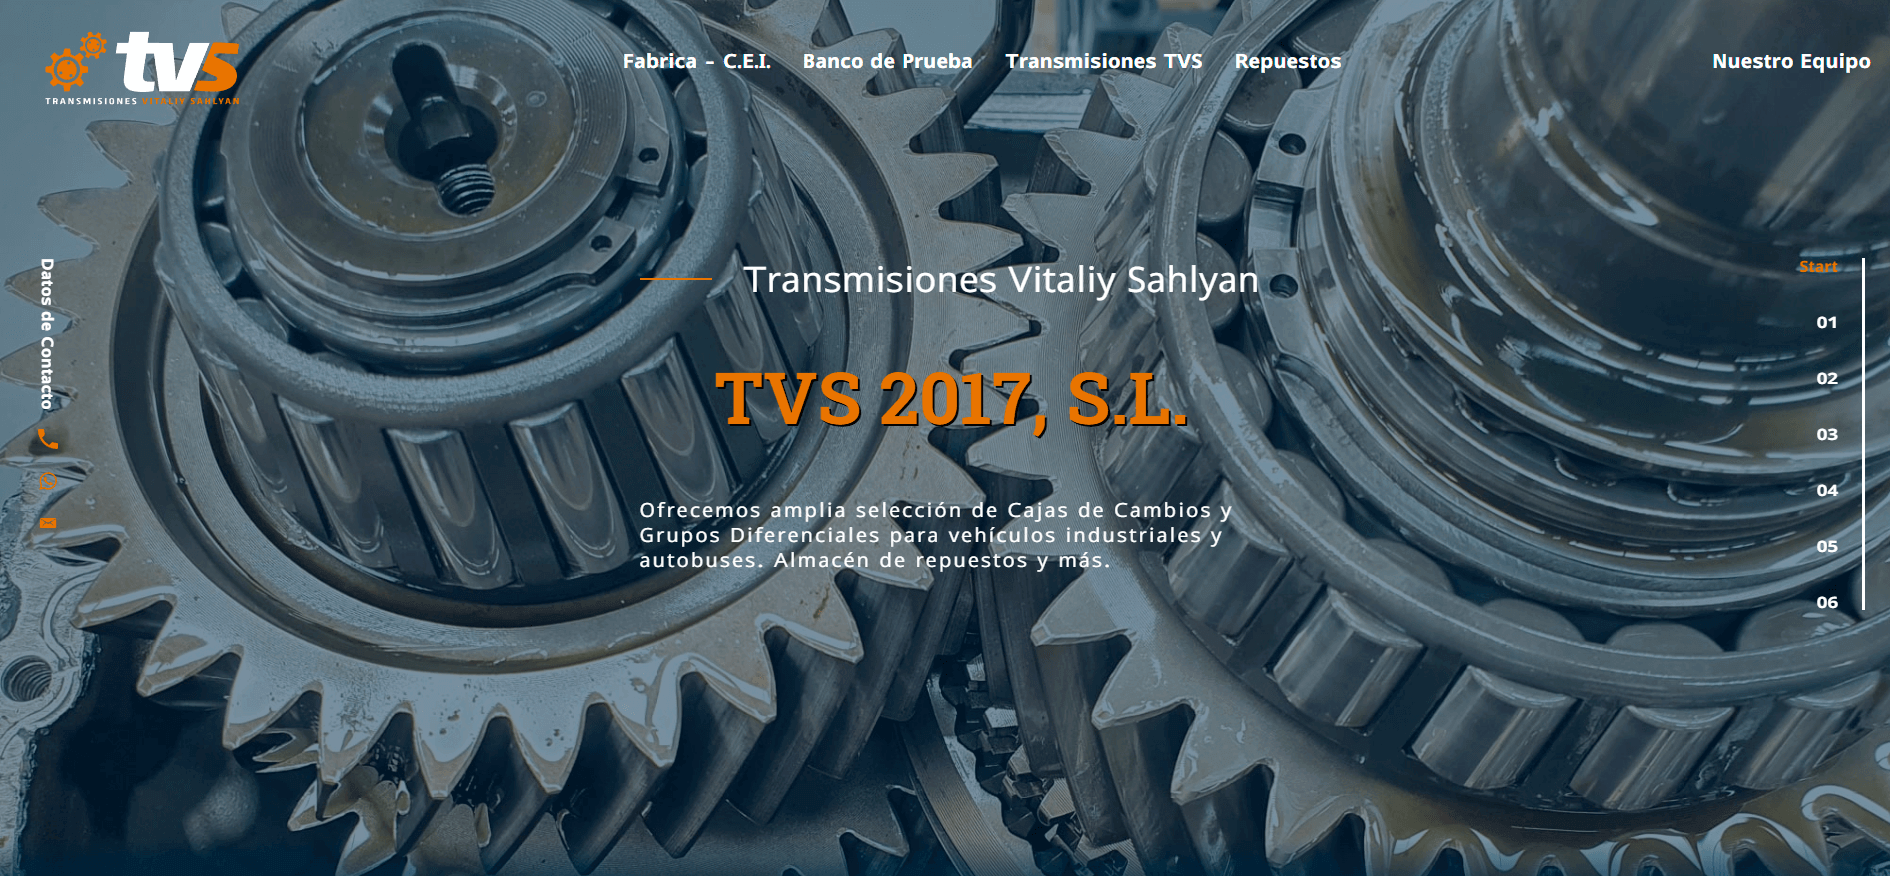 tvs
TRANSMISIONES VITALIY SAHLYAN
Fabrica – C.E.I.
Banco de Prueba
Transmisiones TVS
Repuestos
Nuestro Equipo
Datos de Contacto
Transmisiones Vitaliy Sahlyan
TVS 2017, S.L.
Ofrecemos amplia selección de Cajas de Cambios y
Grupos Diferenciales para vehículos industriales y
autobuses. Almacén de repuestos y más.
Start
01
02
03
04
05
06